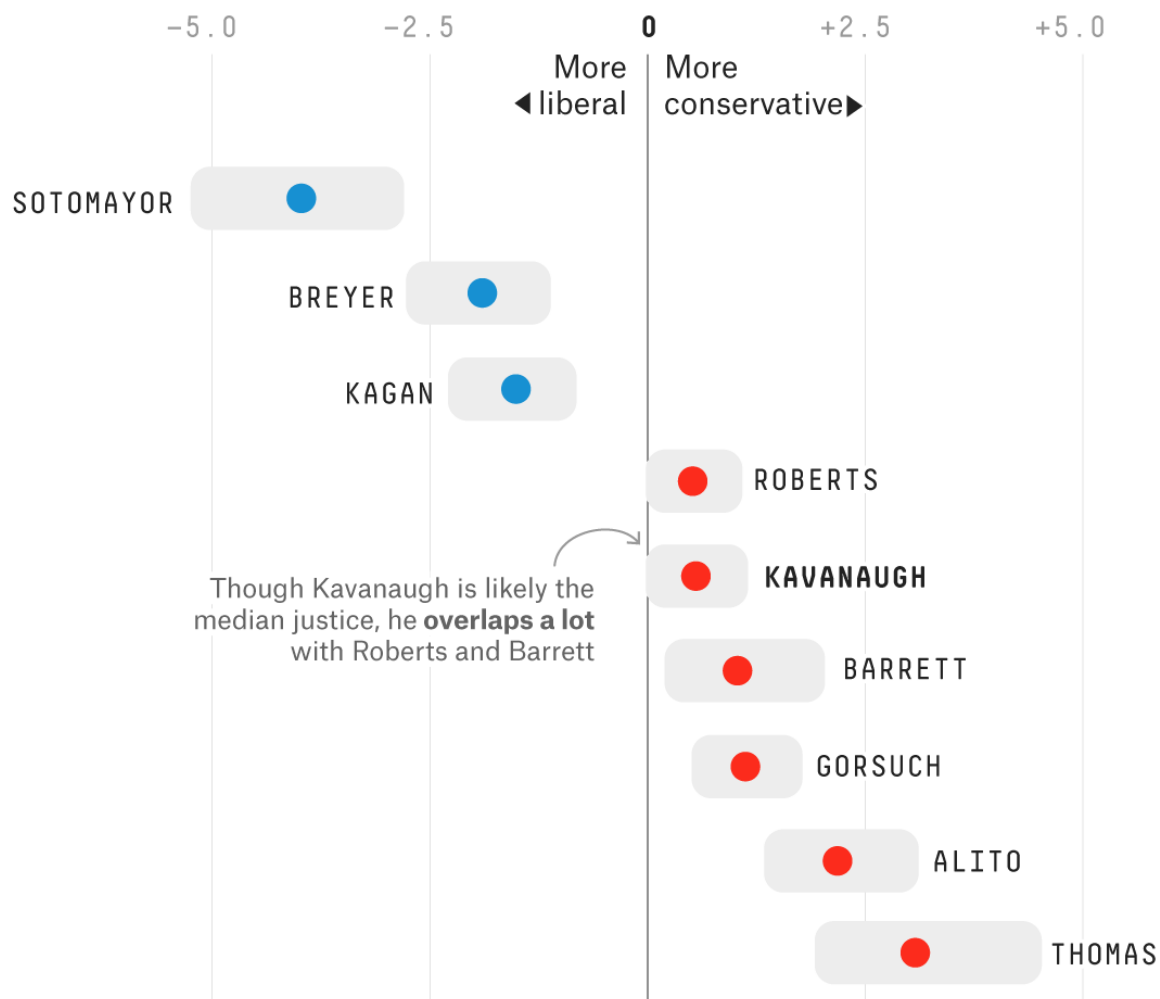 −5.0 −2.5 0 +2.5 +5.0
More
◀ liberal
More
conservative▶
SOTOMAYOR
BREYER
KAGAN
ROBERTS
KAVANAUGH
Though Kavanaugh is likely the
median justice, he overlaps a lot
with Roberts and Barrett
BARRETT
GORSUCH
ALITO
THOMAS